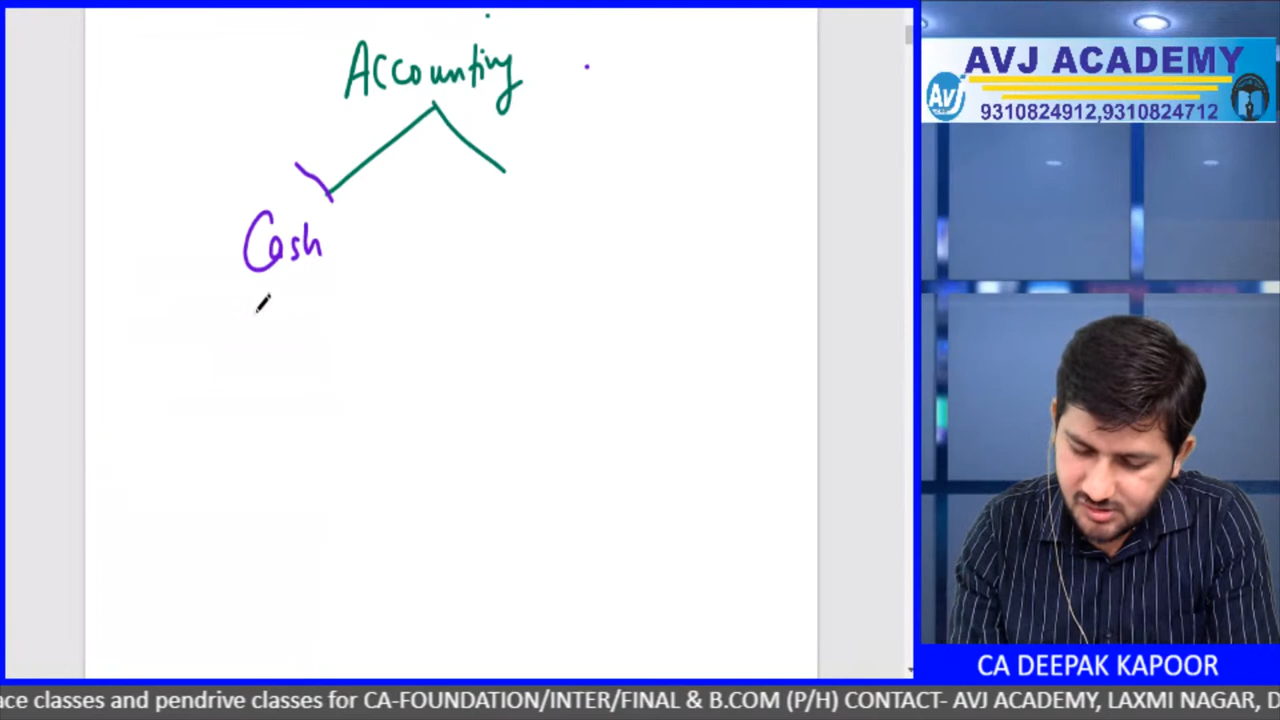 Accounting
Cash
AVJ ACADEMY
AVJ
9310824912,9310824712
CA DEEPAK KAPOOR
ace classes and pendrive classes for CA-FOUNDATION/INTER/FINAL & B.COM (P/H) CONTACT- AVJ ACADEMY, LAXMI NAGAR, D